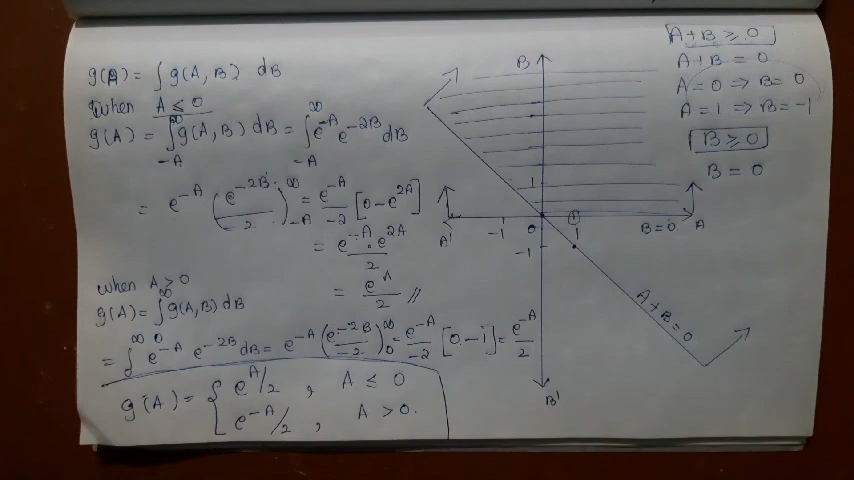 g(A) = ∫ g(A, B) dB
when A ≤ 0
g(A) = ∫_{-A}^{∞} g(A, B) dB = ∫_{-A}^{∞} e^{-A} e^{-2B} dB
= e^{-A} (e^{-2B}/-2)_{-A}^{∞} = e^{-A}/-2 [0 - e^{2A}]
= e^{-A} . e^{2A}/2
= e^{A}/2 //
when A > 0
g(A) = ∫_{0}^{∞} g(A, B) dB
= ∫_{0}^{∞} e^{-A} e^{-2B} dB = e^{-A} (e^{-2B}/-2)_{0}^{∞} = e^{-A}/-2 [0 - 1] = e^{-A}/2
g(A) = { e^{A}/2 , A ≤ 0
e^{-A}/2 , A > 0.
B
1
A' -1 0 1 B=0 A
-1
A+B=0
B'
A+B ≥ 0
A+B = 0
A = 0 ⇒ B = 0
A = 1 ⇒ B = -1
B ≥ 0
B = 0